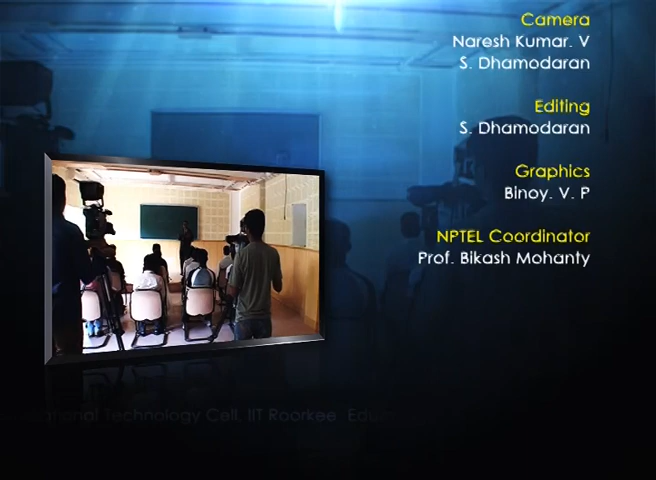 Camera
Naresh Kumar. V
S. Dhamodaran
Editing
S. Dhamodaran
Graphics
Binoy. V. P
NPTEL Coordinator
Prof. Bikash Mohanty
Technology Cell, IIT Roorkee